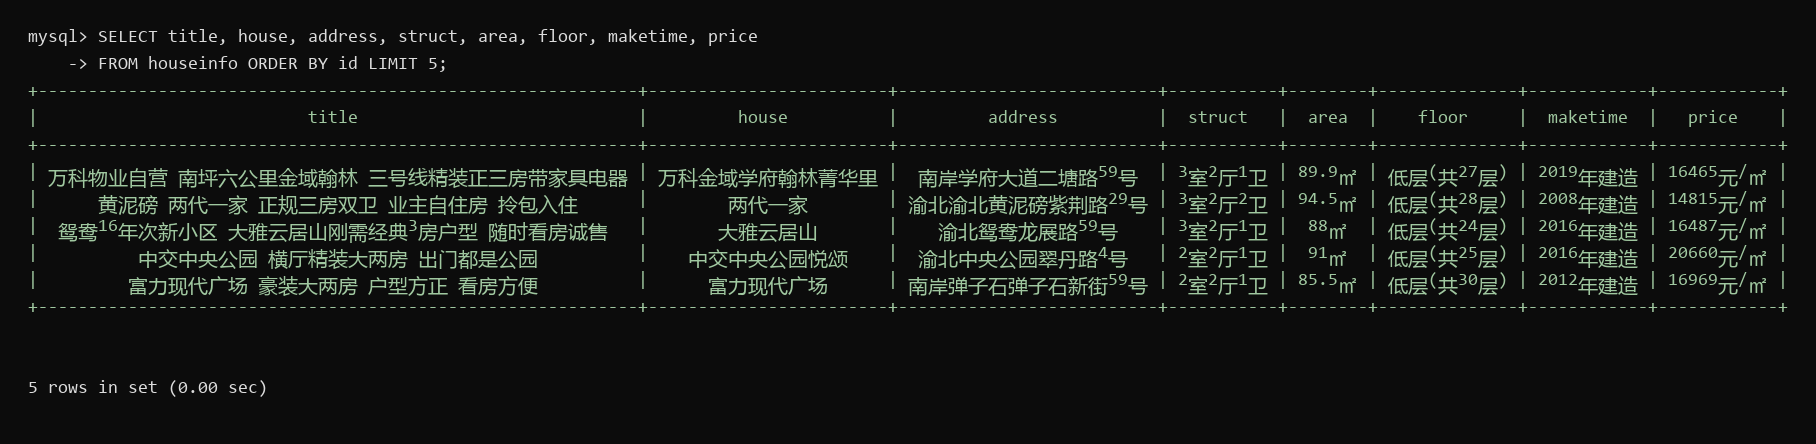 mysql> SELECT title, house, address, struct, area, floor, maketime, price
    -> FROM houseinfo ORDER BY id LIMIT 5;
+------------------------------------------------------------+------------------------+--------------------------+-----------+--------+--------------+------------+------------+
| title | house | address | struct | area | floor | maketime | price |
+------------------------------------------------------------+------------------------+--------------------------+-----------+--------+--------------+------------+------------+
| 万科物业自营 南坪六公里金域翰林 三号线精装正三房带家具电器 | 万科金域学府翰林菁华里 | 南岸学府大道二塘路59号 | 3室2厅1卫 | 89.9㎡ | 低层(共27层) | 2019年建造 | 16465元/㎡ |
| 黄泥磅 两代一家 正规三房双卫 业主自住房 拎包入住 | 两代一家 | 渝北渝北黄泥磅紫荆路29号 | 3室2厅2卫 | 94.5㎡ | 低层(共28层) | 2008年建造 | 14815元/㎡ |
| 鸳鸯16年次新小区 大雅云居山刚需经典3房户型 随时看房诚售 | 大雅云居山 | 渝北鸳鸯龙展路59号 | 3室2厅1卫 | 88㎡ | 低层(共24层) | 2016年建造 | 16487元/㎡ |
| 中交中央公园 横厅精装大两房 出门都是公园 | 中交中央公园悦颂 | 渝北中央公园翠丹路4号 | 2室2厅1卫 | 91㎡ | 低层(共25层) | 2016年建造 | 20660元/㎡ |
| 富力现代广场 豪装大两房 户型方正 看房方便 | 富力现代广场 | 南岸弹子石弹子石新街59号 | 2室2厅1卫 | 85.5㎡ | 低层(共30层) | 2012年建造 | 16969元/㎡ |
+------------------------------------------------------------+------------------------+--------------------------+-----------+--------+--------------+------------+------------+
5 rows in set (0.00 sec)